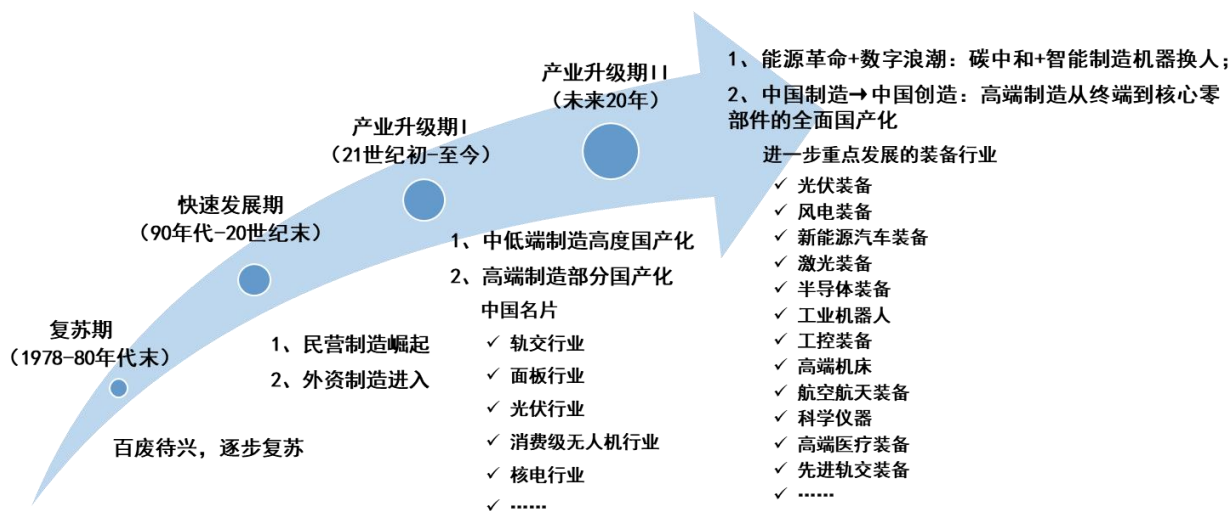 复苏期
（1978-80年代末）
百废待兴，逐步复苏
快速发展期
（90年代-20世纪末）
1、民营制造崛起
2、外资制造进入
产业升级期I
（21世纪初-至今）
1、中低端制造高度国产化
2、高端制造部分国产化
中国名片
✓ 轨交行业
✓ 面板行业
✓ 光伏行业
✓ 消费级无人机行业
✓ 核电行业
✓ ……
产业升级期II
（未来20年）
1、能源革命+数字浪潮：碳中和+智能制造机器换人；
2、中国制造→中国创造：高端制造从终端到核心零
部件的全面国产化
进一步重点发展的装备行业
✓ 光伏装备
✓ 风电装备
✓ 新能源汽车装备
✓ 激光装备
✓ 半导体装备
✓ 工业机器人
✓ 工控装备
✓ 高端机床
✓ 航空航天装备
✓ 科学仪器
✓ 高端医疗装备
✓ 先进轨交装备
✓ ……